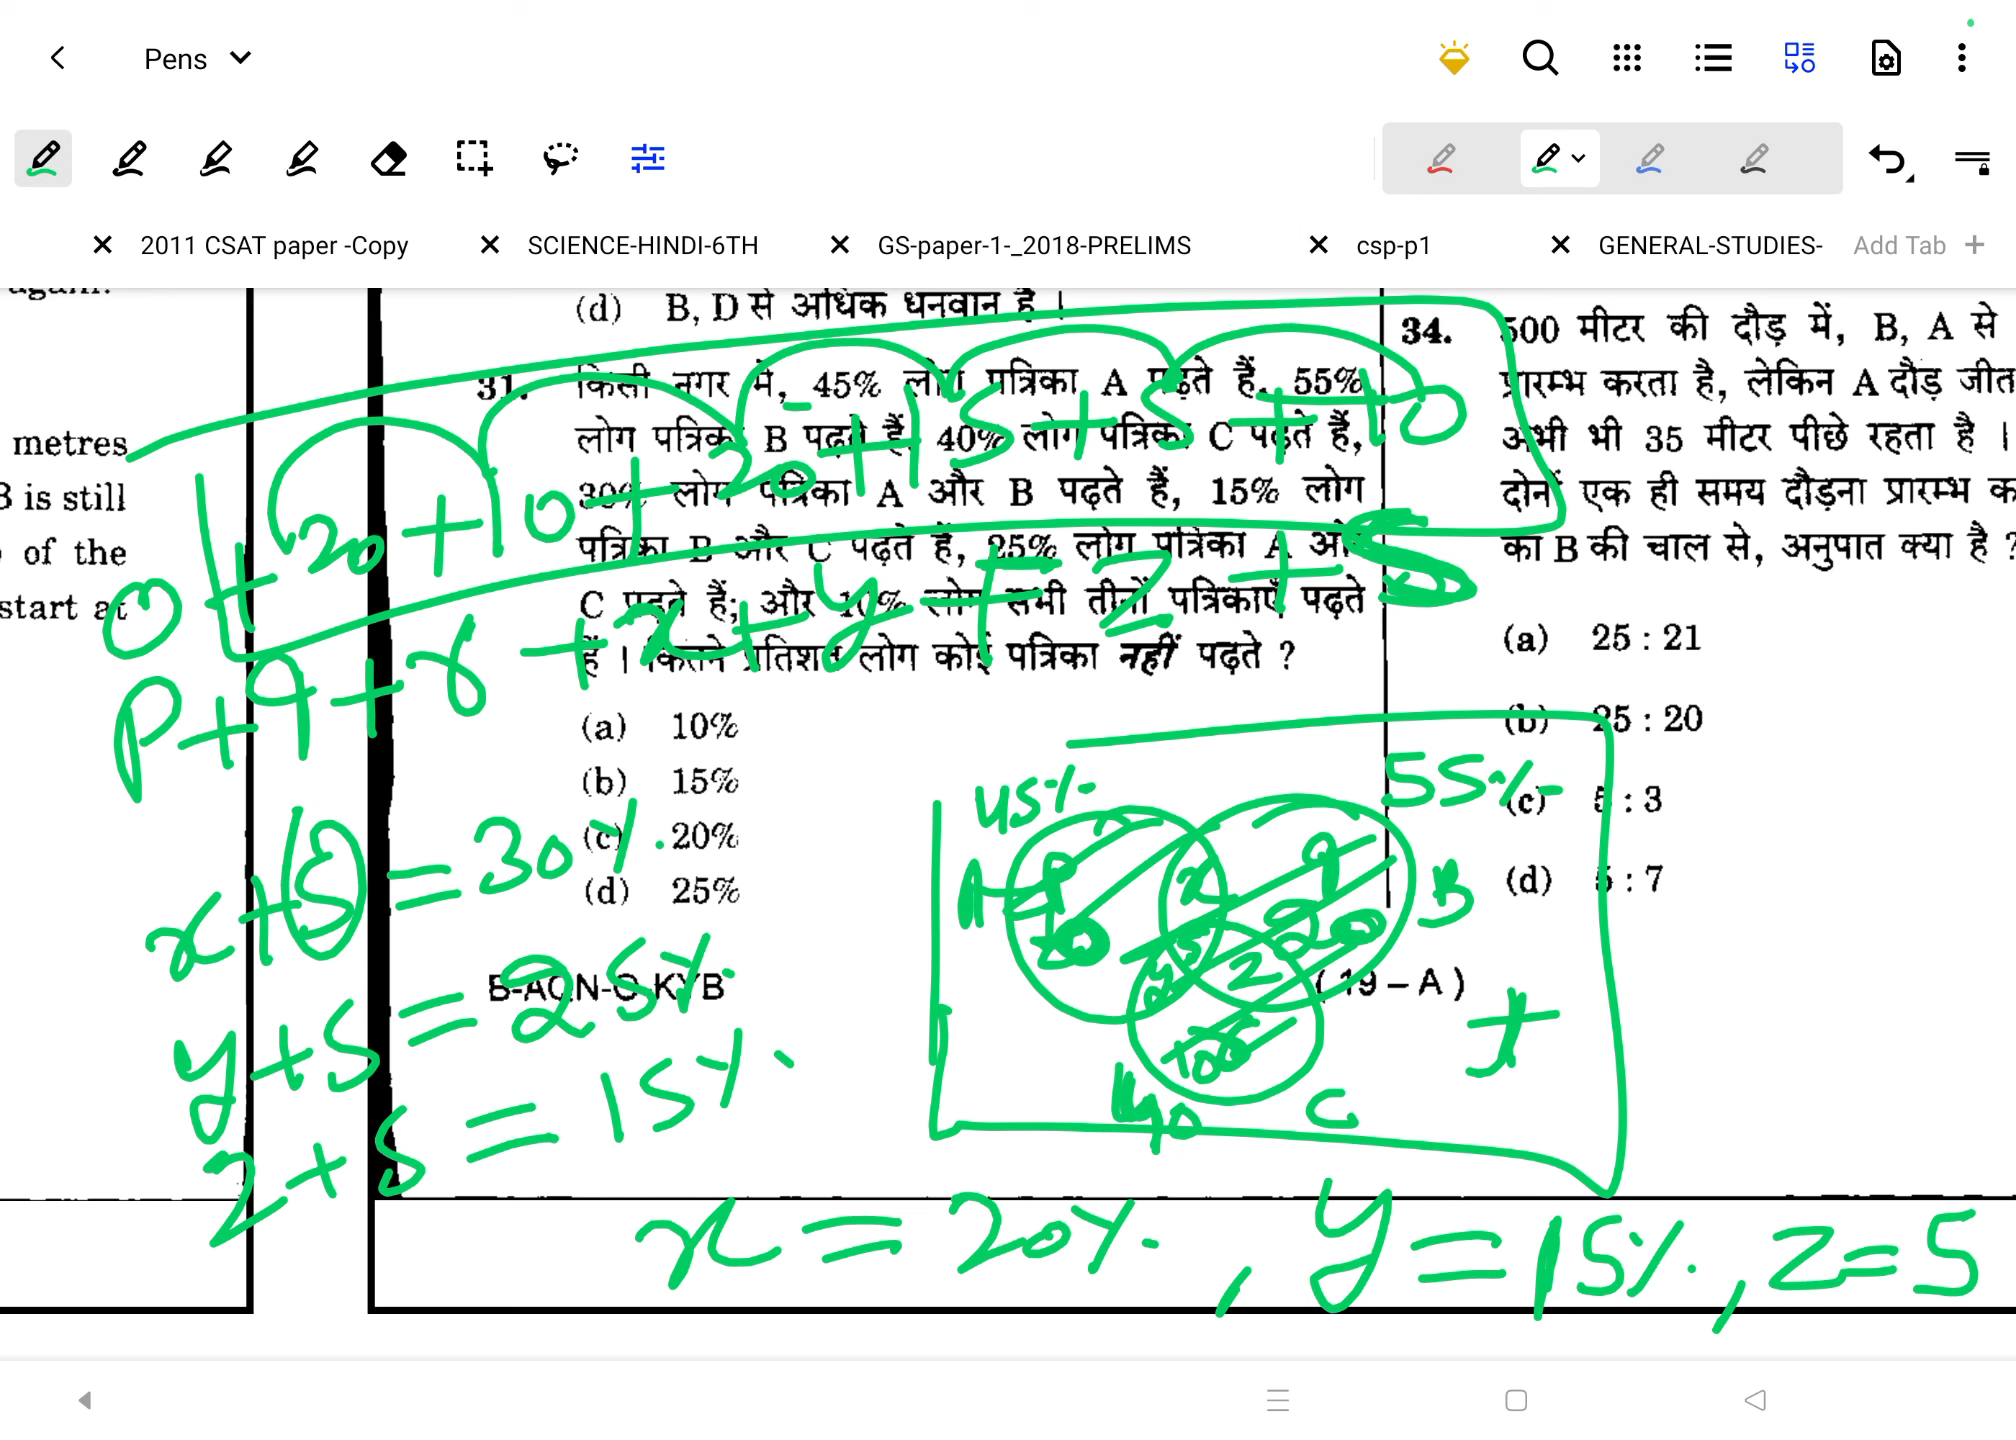 Pens
2011 CSAT paper -Copy
SCIENCE-HINDI-6TH
GS-paper-1-_2018-PRELIMS
csp-p1
GENERAL-STUDIES-
Add Tab +
again.
metres
B is still
of the
start at
(d) B, D से अधिक धनवान है ।
31. किसी नगर में, 45% लोग पत्रिका A पढ़ते हैं, 55%
लोग पत्रिका B पढ़ते हैं, 40% लोग पत्रिका C पढ़ते हैं,
30% लोग पत्रिका A और B पढ़ते हैं, 15% लोग
पत्रिका B और C पढ़ते हैं, 25% लोग पत्रिका A और
C पढ़ते हैं; और 10% लोग सभी तीनों पत्रिकाएँ पढ़ते
हैं । कितने प्रतिशत लोग कोई पत्रिका नहीं पढ़ते ?
(a) 10%
(b) 15%
(c) 20%
(d) 25%
B-AQN-O-KYB
( 19 – A )
34. 500 मीटर की दौड़ में, B, A से
प्रारम्भ करता है, लेकिन A दौड़ जीत
अभी भी 35 मीटर पीछे रहता है ।
दोनों एक ही समय दौड़ना प्रारम्भ क
का B की चाल से, अनुपात क्या है ?
(a) 25 : 21
(b) 25 : 20
(c) 5 : 3
(d) 5 : 7
0 + 20 + 10 + 20 + 15 + 5 + 10
p + q + r + x + y + z + s
x + s = 30%
y + s = 25%
z + s = 15%
45%
55%
A
B
x
q
20
z
40
C
x = 20%, y = 15%, z = 5